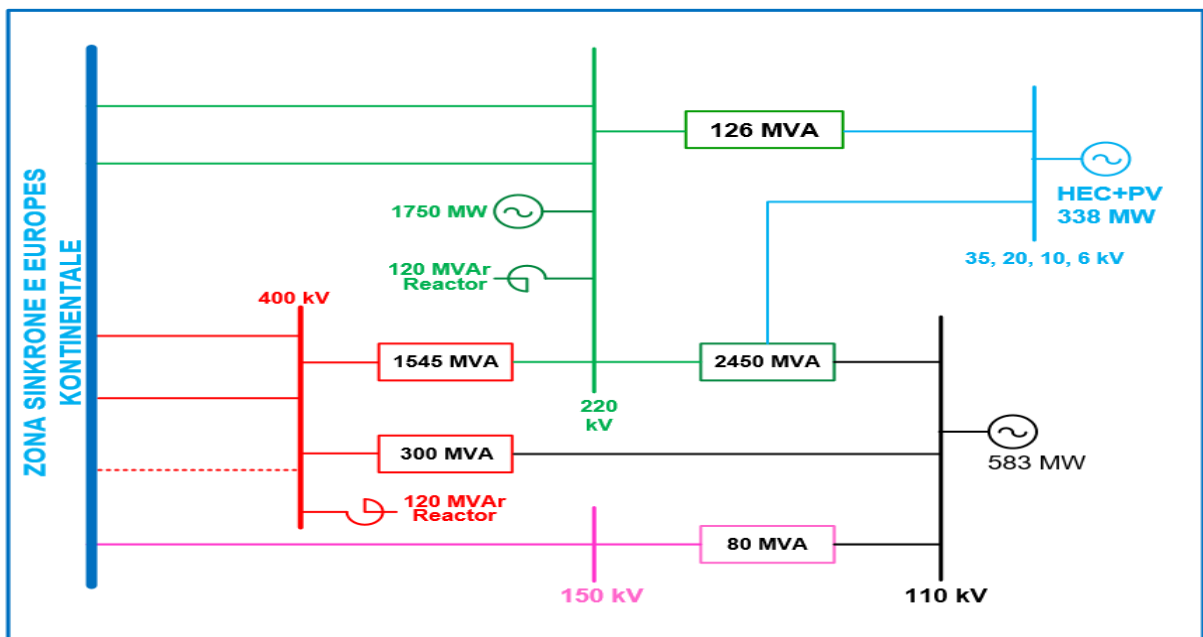 ZONA SINKRONE E EUROPES
KONTINENTALE
126 MVA
HEC+PV
338 MW
1750 MW
35, 20, 10, 6 kV
120 MVAr
Reactor
400 kV
1545 MVA
2450 MVA
220
kV
300 MVA
583 MW
120 MVAr
Reactor
80 MVA
150 kV
110 kV